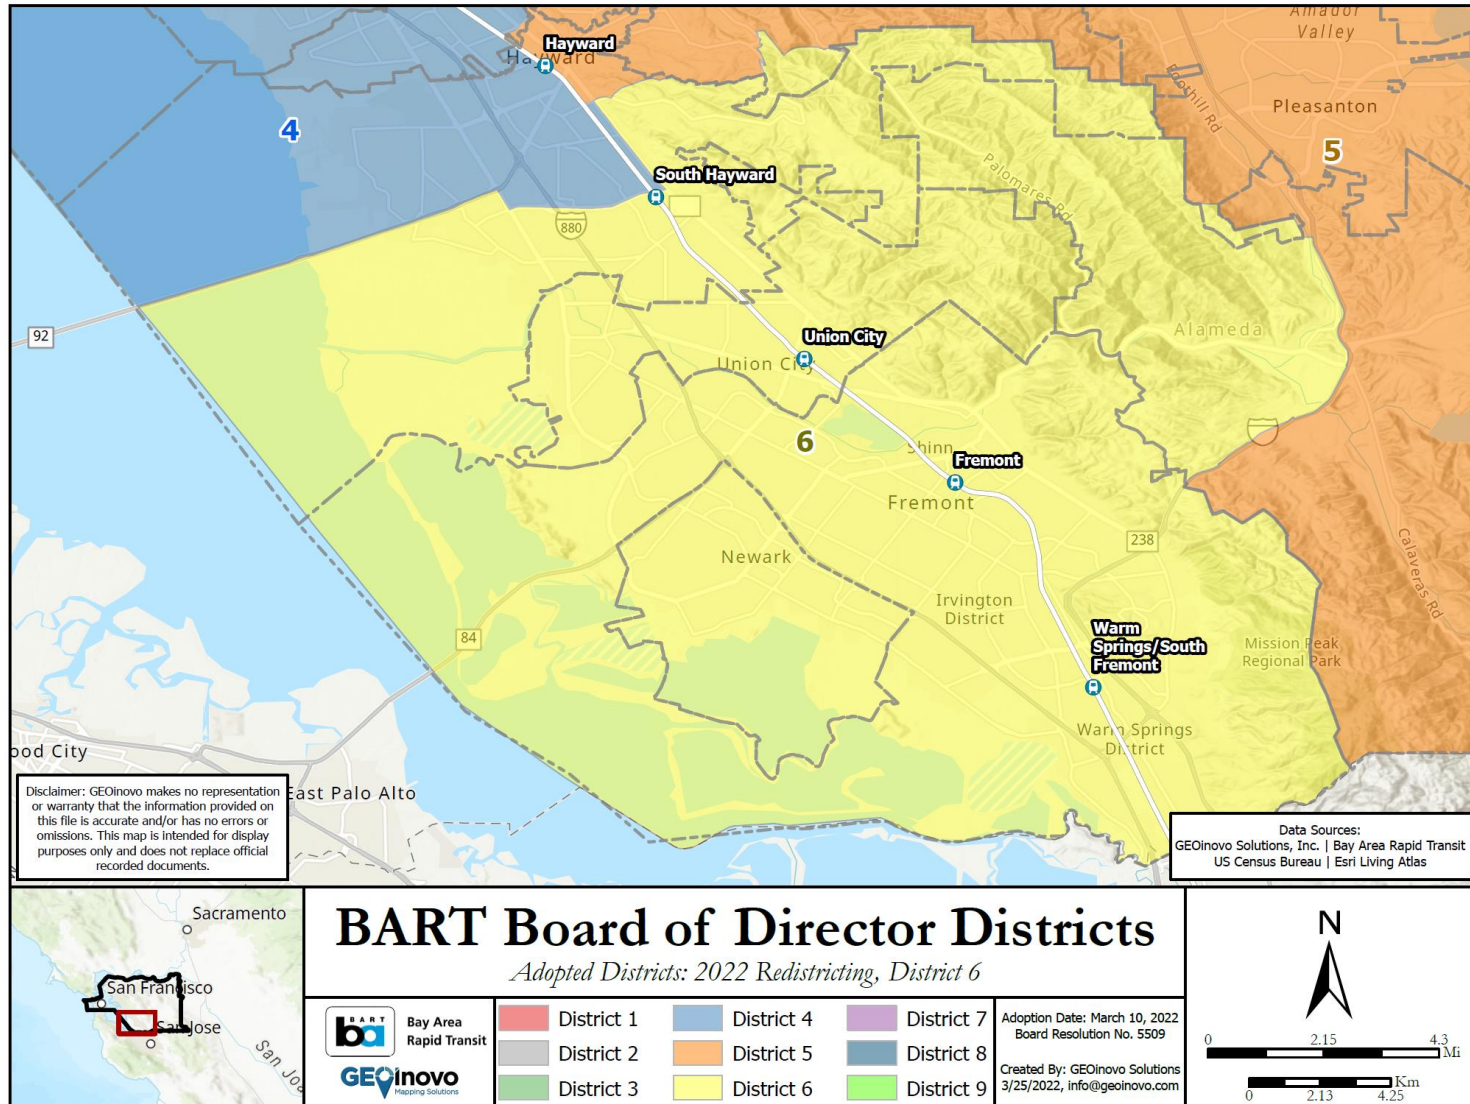 Amador
Valley
Hayward
Hayward
Foothill Rd
Pleasanton
4
5
South Hayward
Palomares Rd
880
92
Alameda
Union City
Union City
6
Shinn
Fremont
Fremont
238
Newark
Calaveras Rd
Irvington
District
84
Warm
Springs/South
Fremont
Mission Peak
Regional Park
Warm Springs
District
ood City
East Palo Alto
Disclaimer: GEOinovo makes no representation
or warranty that the information provided on
this file is accurate and/or has no errors or
omissions. This map is intended for display
purposes only and does not replace official
recorded documents.
Data Sources:
GEOinovo Solutions, Inc. | Bay Area Rapid Transit
US Census Bureau | Esri Living Atlas
Sacramento
San Francisco
San Jose
San Joa
BART Board of Director Districts
Adopted Districts: 2022 Redistricting, District 6
BART
ba
Bay Area
Rapid Transit
GEOinovo
Mapping Solutions
District 1
District 2
District 3
District 4
District 5
District 6
District 7
District 8
District 9
Adoption Date: March 10, 2022
Board Resolution No. 5509
Created By: GEOinovo Solutions
3/25/2022, info@geoinovo.com
N
0 2.15 4.3
Mi
Km
0 2.13 4.25